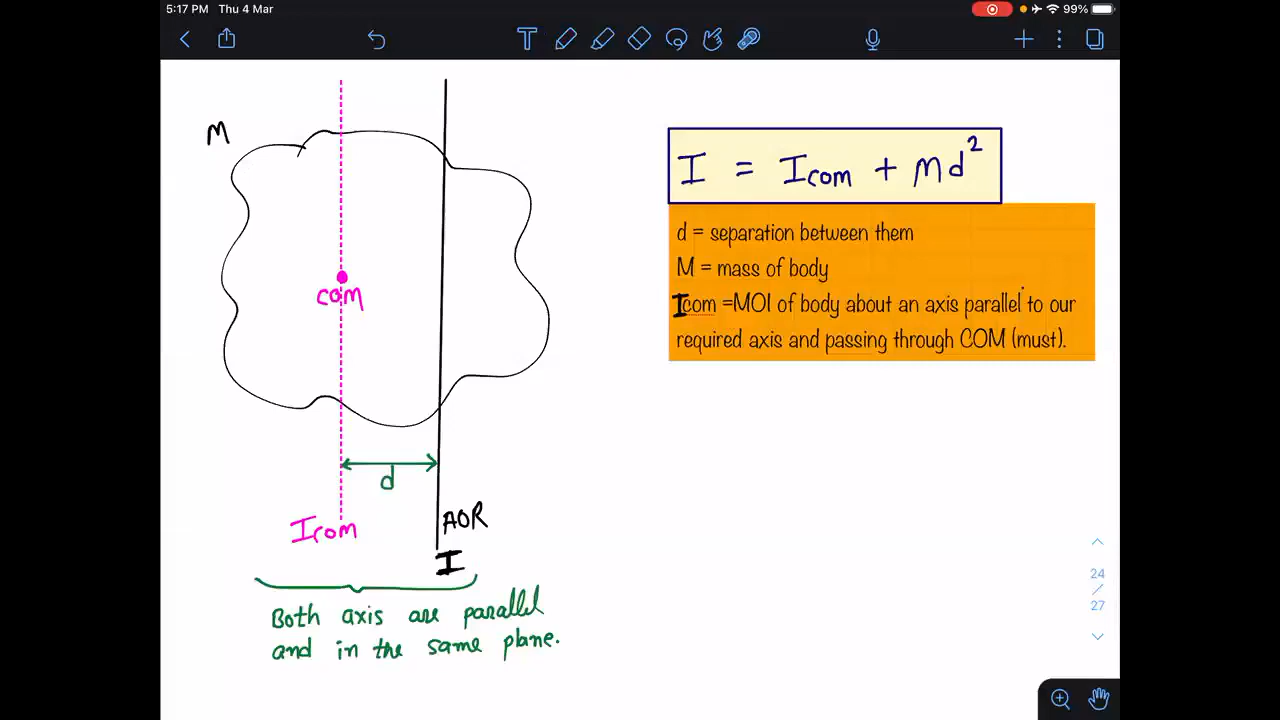 5:17 PM Thu 4 Mar
99%
M
COM
d
Icom
AOR
I
Both axis are parallel
and in the same plane.
I = Icom + Md²
d = separation between them
M = mass of body
Icom =MOI of body about an axis parallel to our
required axis and passing through COM (must).
24
/
27